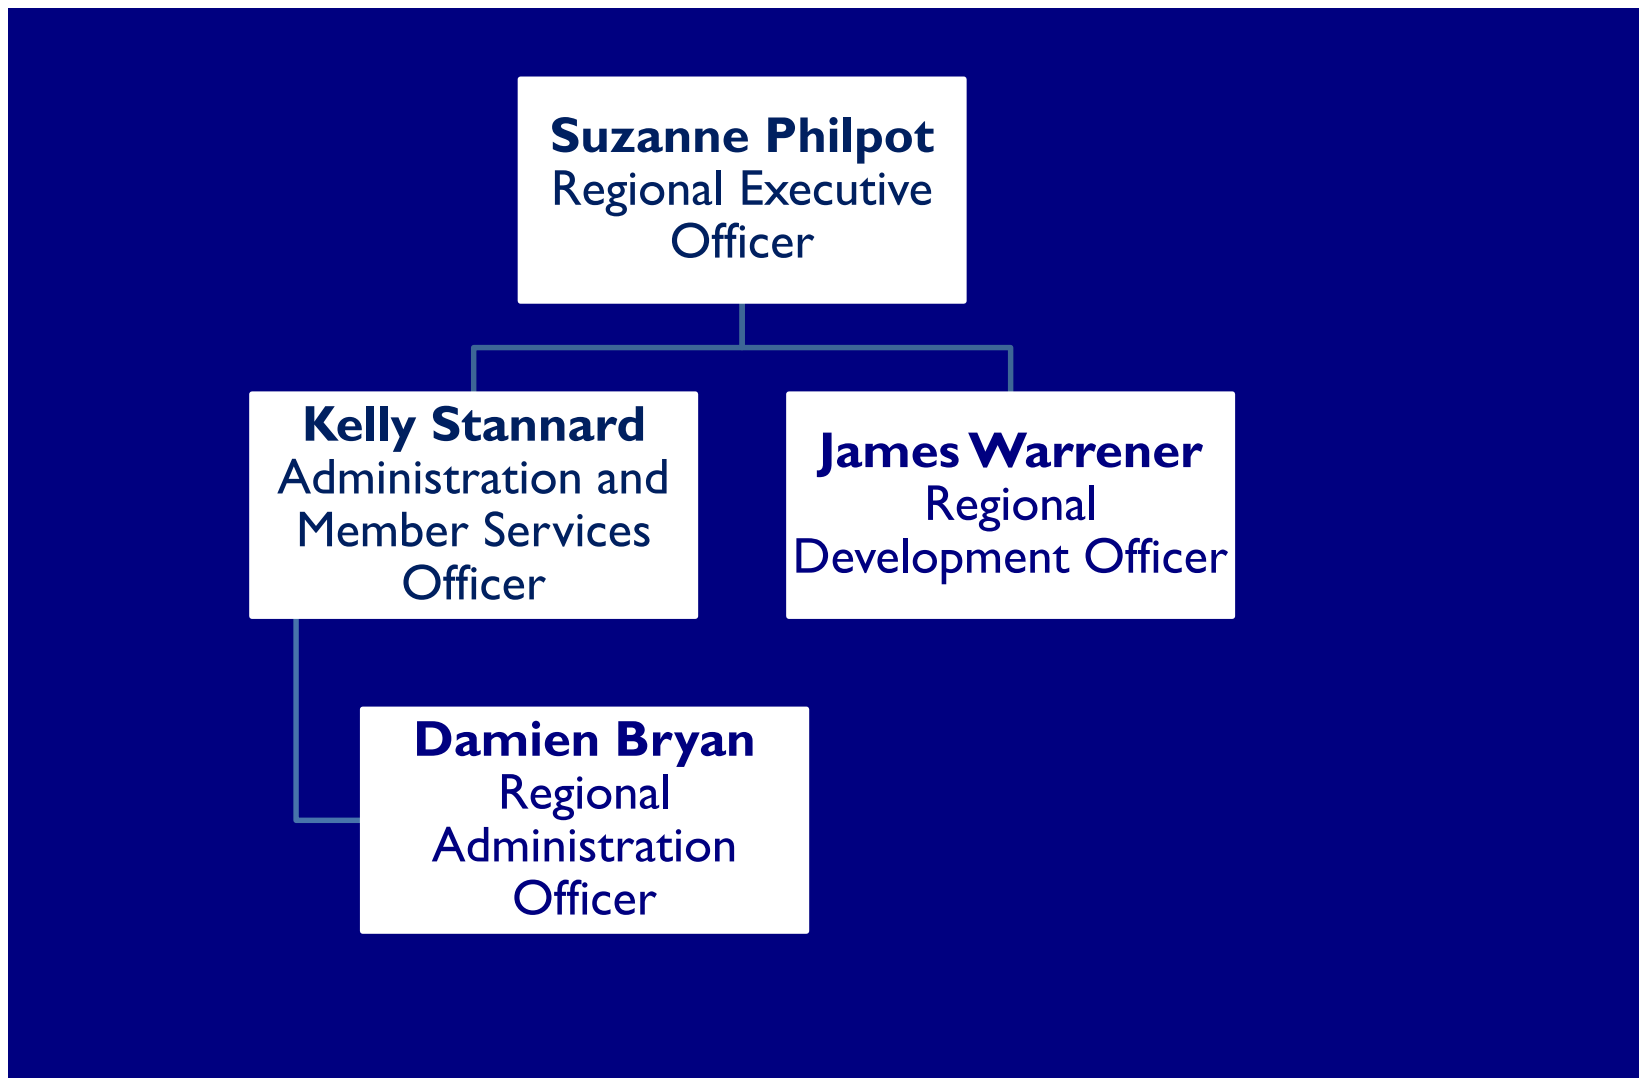 Suzanne Philpot
Regional Executive
Officer
Kelly Stannard
Administration and
Member Services
Officer
James Warrener
Regional
Development Officer
Damien Bryan
Regional
Administration
Officer